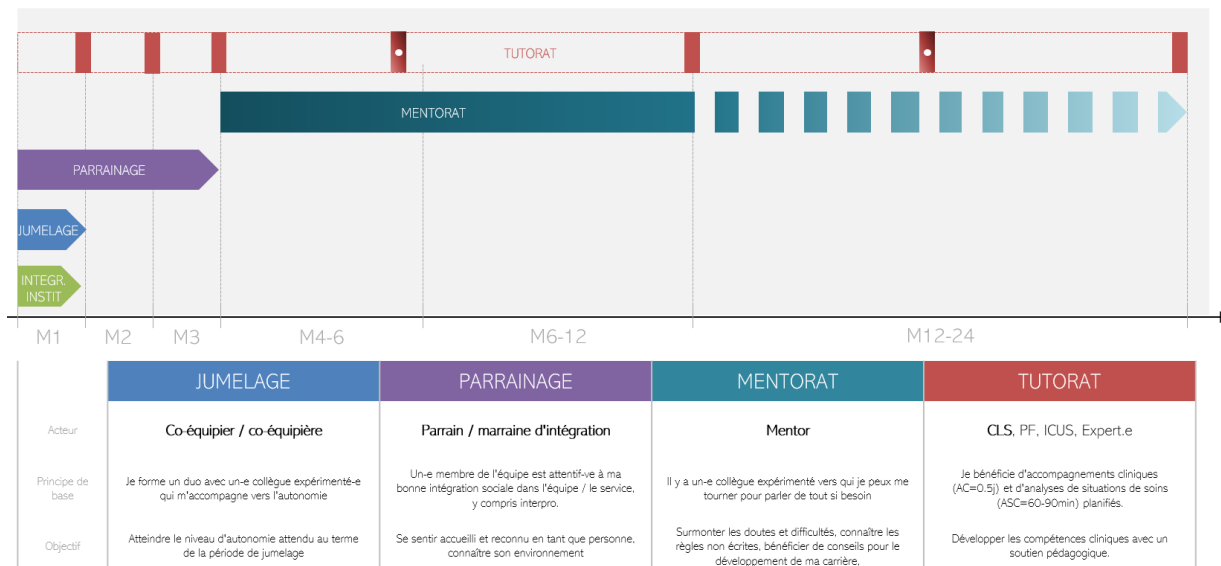 TUTORAT
MENTORAT
PARRAINAGE
JUMELAGE
INTEGR.
INSTIT
M1 M2 M3 M4-6 M6-12 M12-24
JUMELAGE PARRAINAGE MENTORAT TUTORAT
Acteur
Co-équipier / co-équipière
Parrain / marraine d'intégration
Mentor
CLS, PF, ICUS, Expert.e
Principe de
base
Je forme un duo avec un-e collègue expérimenté-e
qui m'accompagne vers l'autonomie
Un-e membre de l'équipe est attentif-ve à ma
bonne intégration sociale dans l'équipe / le service,
y compris interpro.
Il y a un-e collègue expérimenté vers qui je peux me
tourner pour parler de tout si besoin
Je bénéficie d'accompagnements cliniques
(AC=0.5j) et d'analyses de situations de soins
(ASC=60-90min) planifiés.
Objectif
Atteindre le niveau d'autonomie attendu au terme
de la période de jumelage
Se sentir accueilli et reconnu en tant que personne,
connaître son environnement
Surmonter les doutes et difficultés, connaître les
règles non écrites, bénéficier de conseils pour le
développement de ma carrière,
Développer les compétences cliniques avec un
soutien pédagogique.